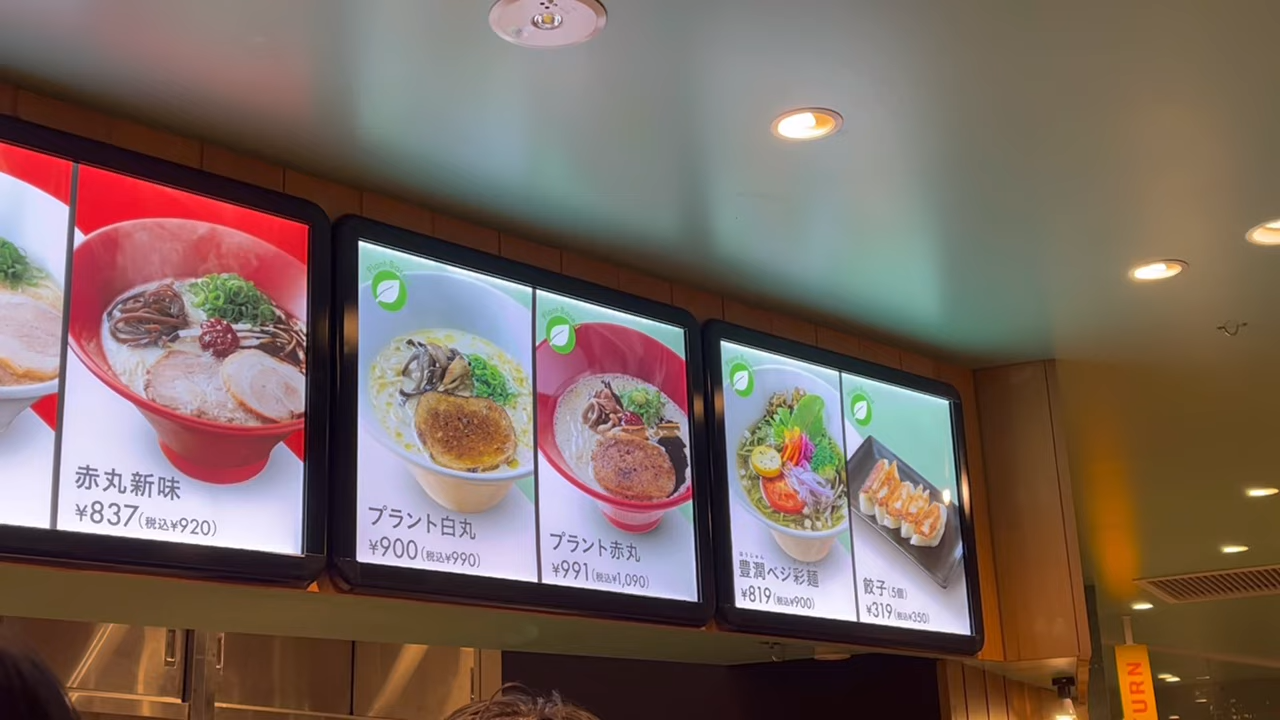 赤丸新味
¥837(税込¥920)
プラント白丸
¥900(税込¥990)
プラント赤丸
¥991(税込¥1,090)
ほうじゅん
豊潤ベジ彩麺
¥819(税込¥900)
餃子(5個)
¥319(税込¥350)
URN